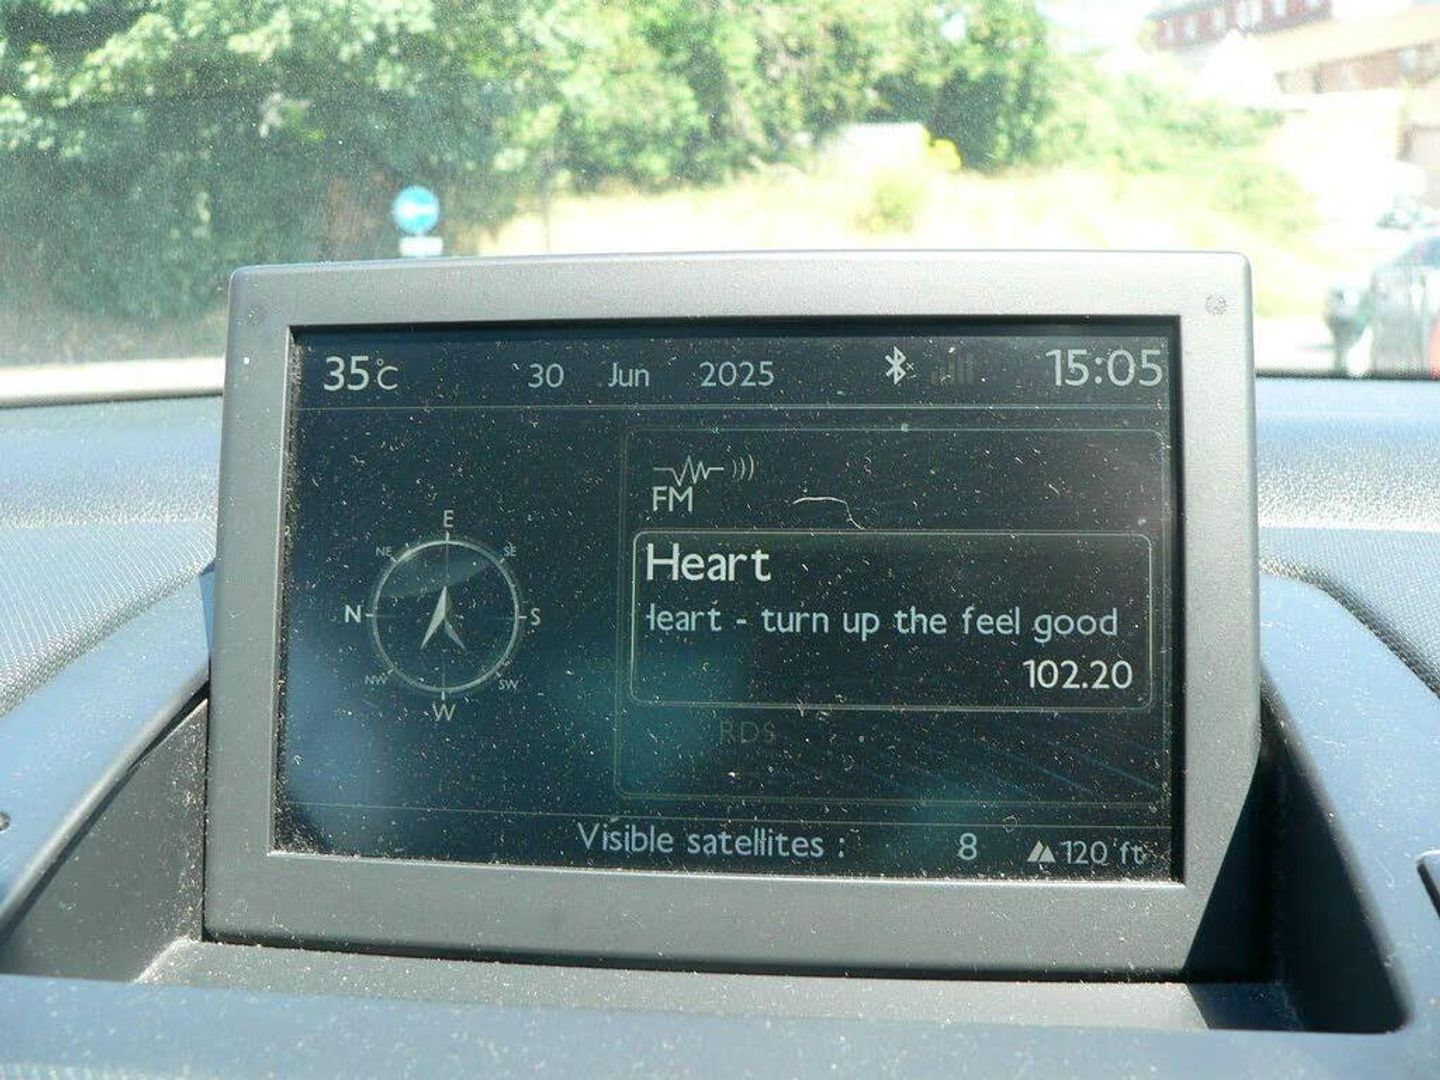 35°C 30 Jun 2025 15:05
FM
Heart
Heart - turn up the feel good
102.20
RDS
E
NE SE
N S
NW SW
W
Visible satellites : 8 120 ft